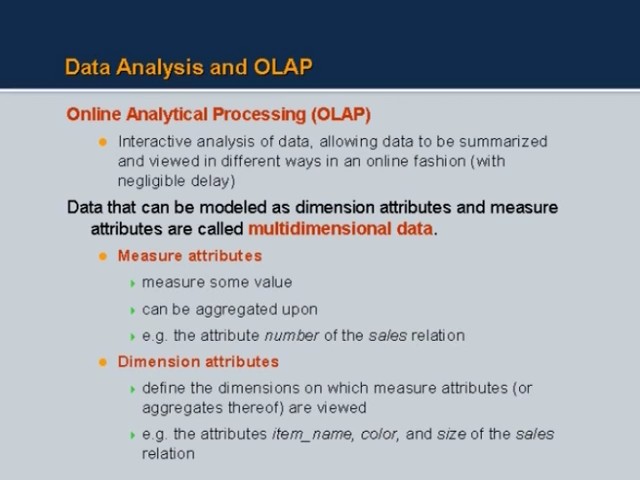 Data Analysis and OLAP
Online Analytical Processing (OLAP)
Interactive analysis of data, allowing data to be summarized
and viewed in different ways in an online fashion (with
negligible delay)
Data that can be modeled as dimension attributes and measure
attributes are called multidimensional data.
Measure attributes
measure some value
can be aggregated upon
e.g. the attribute number of the sales relation
Dimension attributes
define the dimensions on which measure attributes (or
aggregates thereof) are viewed
e.g. the attributes item_name, color, and size of the sales
relation